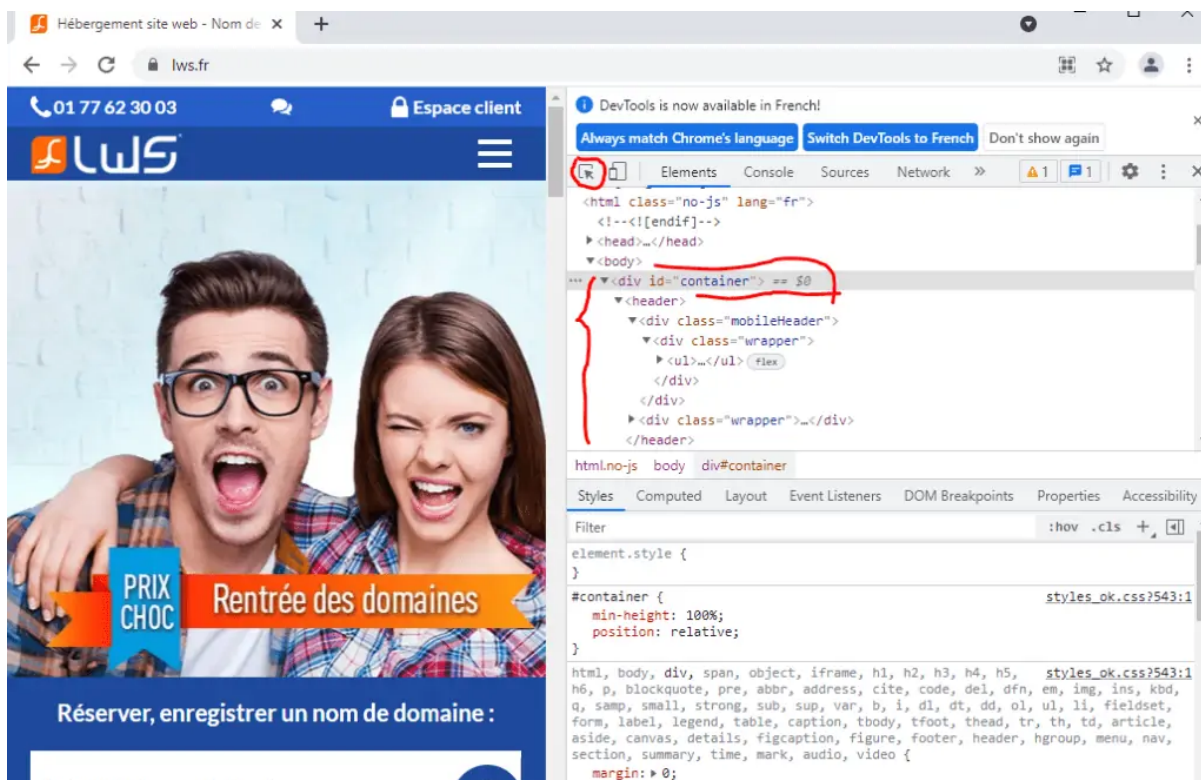 Hébergement site web - Nom de
lws.fr
01 77 62 30 03
Espace client
LWS
PRIX
CHOC
Rentrée des domaines
Réserver, enregistrer un nom de domaine :
DevTools is now available in French!
Always match Chrome's language
Switch DevTools to French
Don't show again
Elements Console Sources Network » 1 1
<html class="no-js" lang="fr">
<!--<![endif]-->
<head>…</head>
<body>
<div id="container"> == $0
<header>
<div class="mobileHeader">
<div class="wrapper">
<ul>…</ul> flex
</div>
</div>
<div class="wrapper">…</div>
</header>
html.no-js body div#container
Styles Computed Layout Event Listeners DOM Breakpoints Properties Accessibility
Filter :hov .cls +
element.style {
}
#container { styles_ok.css?543:1
min-height: 100%;
position: relative;
}
html, body, div, span, object, iframe, h1, h2, h3, h4, h5, styles_ok.css?543:1
h6, p, blockquote, pre, abbr, address, cite, code, del, dfn, em, img, ins, kbd,
q, samp, small, strong, sub, sup, var, b, i, dl, dt, dd, ol, ul, li, fieldset,
form, label, legend, table, caption, tbody, tfoot, thead, tr, th, td, article,
aside, canvas, details, figcaption, figure, footer, header, hgroup, menu, nav,
section, summary, time, mark, audio, video {
margin: 0;